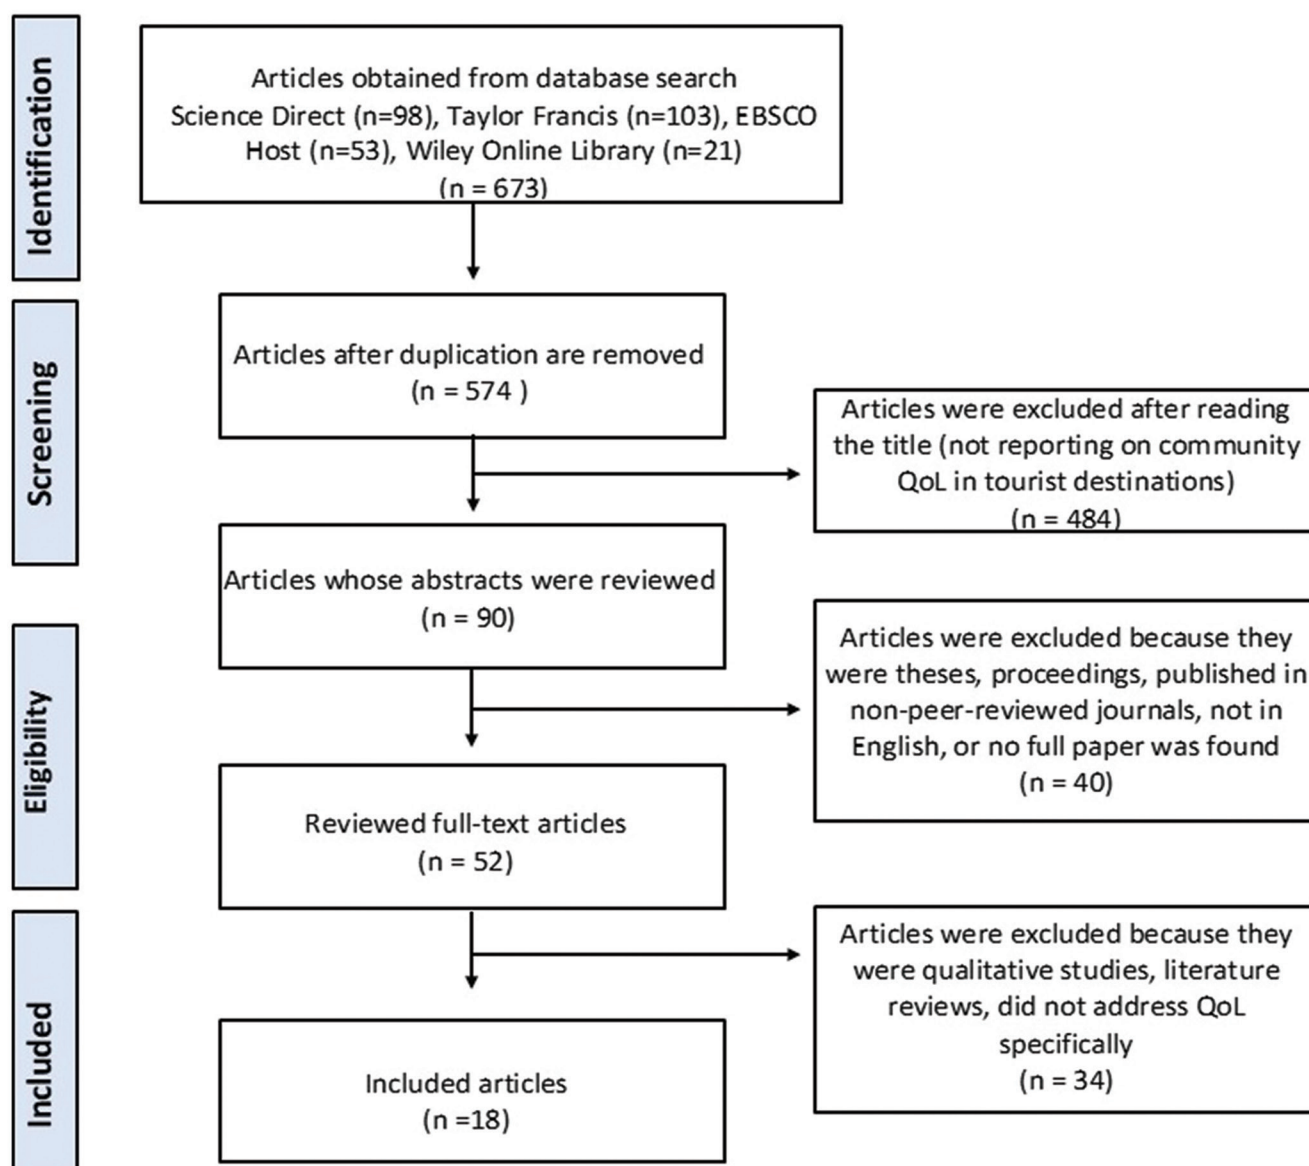 Identification
Articles obtained from database search
Science Direct (n=98), Taylor Francis (n=103), EBSCO
Host (n=53), Wiley Online Library (n=21)
(n = 673)
Screening
Articles after duplication are removed
(n = 574 )
Articles were excluded after reading
the title (not reporting on community
QoL in tourist destinations)
(n = 484)
Articles whose abstracts were reviewed
(n = 90)
Eligibility
Articles were excluded because they
were theses, proceedings, published in
non-peer-reviewed journals, not in
English, or no full paper was found
(n = 40)
Reviewed full-text articles
(n = 52)
Included
Articles were excluded because they
were qualitative studies, literature
reviews, did not address QoL
specifically
(n = 34)
Included articles
(n =18)